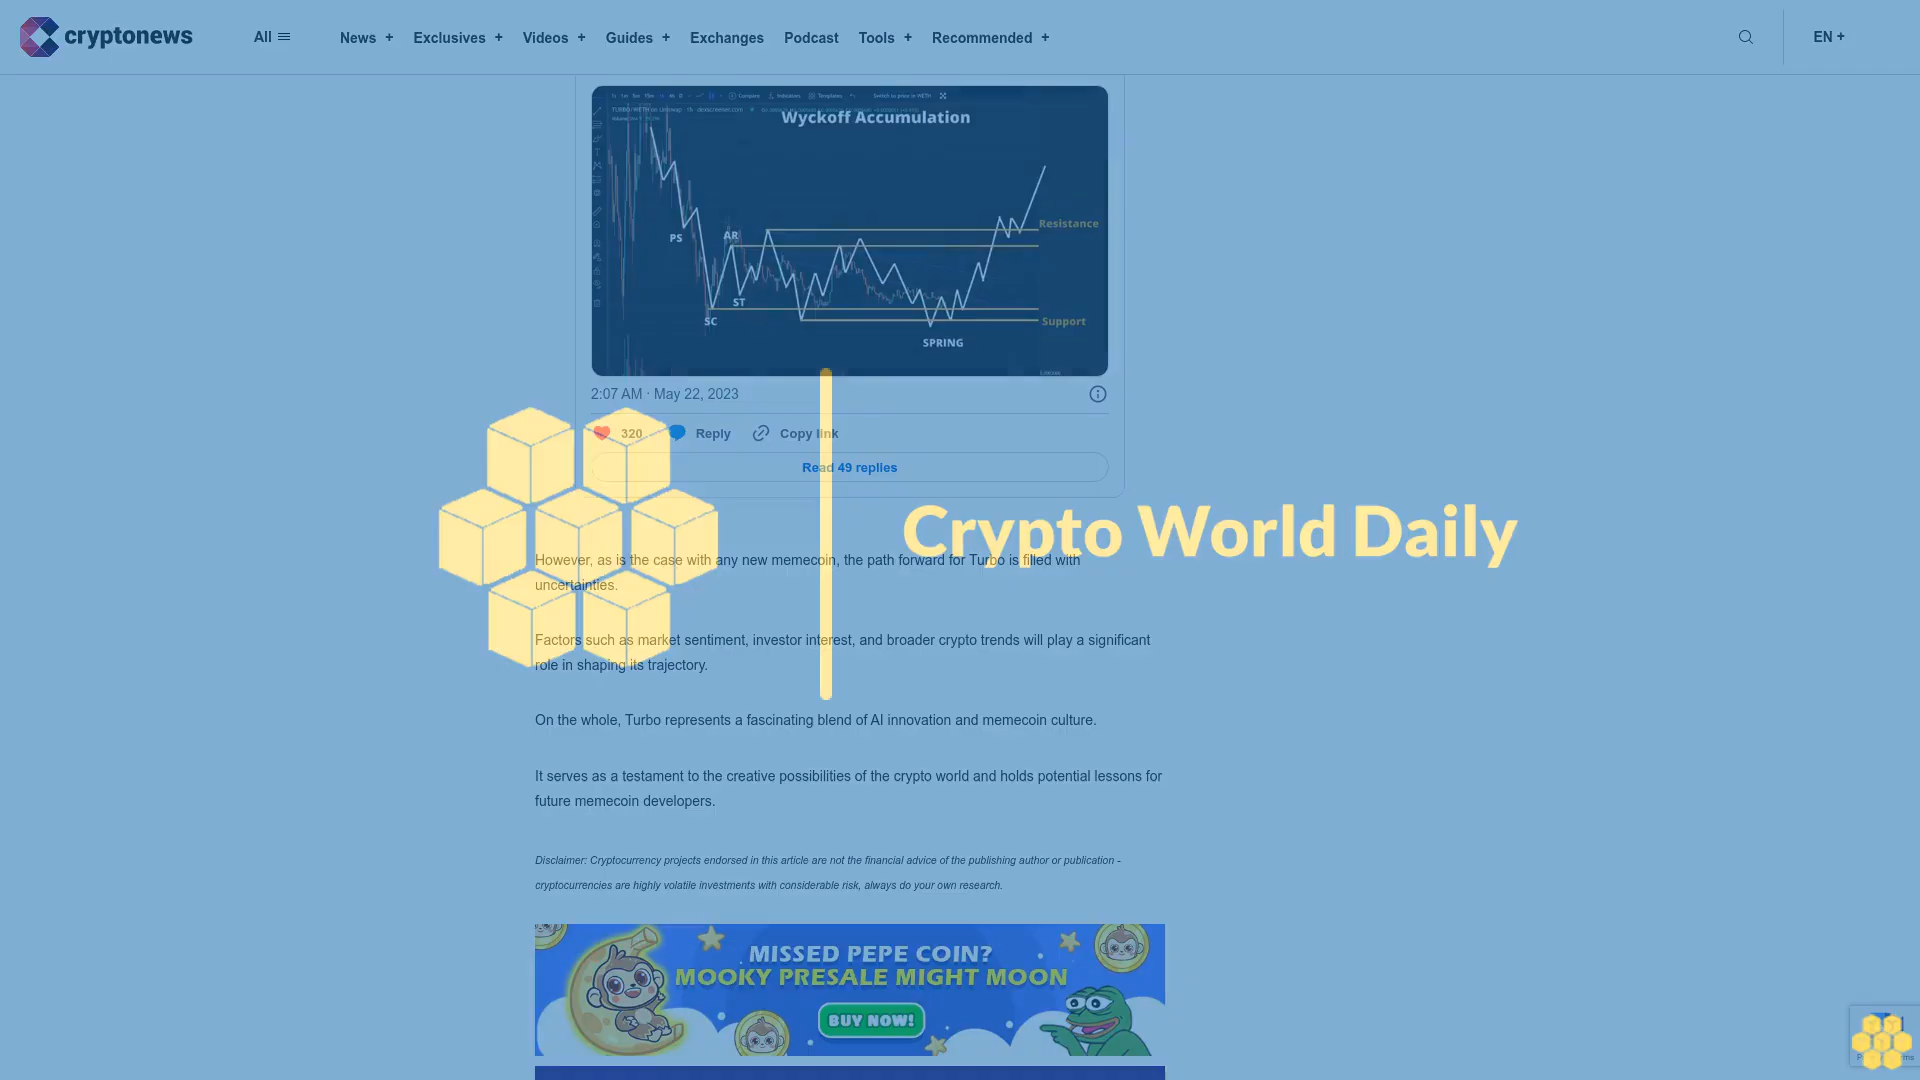 cryptonews
All
News + Exclusives + Videos + Guides + Exchanges Podcast Tools + Recommended +
EN +
Compare Indicators Templates
Wyckoff Accumulation
Resistance
PS
AR
ST
SC
Support
SPRING
2:07 AM · May 22, 2023
320 Reply Copy link
Read 49 replies
Crypto World Daily
However, as is the case with any new memecoin, the path forward for Turbo is filled with
uncertainties.
Factors such as market sentiment, investor interest, and broader crypto trends will play a significant
role in shaping its trajectory.
On the whole, Turbo represents a fascinating blend of AI innovation and memecoin culture.
It serves as a testament to the creative possibilities of the crypto world and holds potential lessons for
future memecoin developers.
Disclaimer: Cryptocurrency projects endorsed in this article are not the financial advice of the publishing author or publication -
cryptocurrencies are highly volatile investments with considerable risk, always do your own research.
MISSED PEPE COIN?
MOOKY PRESALE MIGHT MOON
BUY NOW!